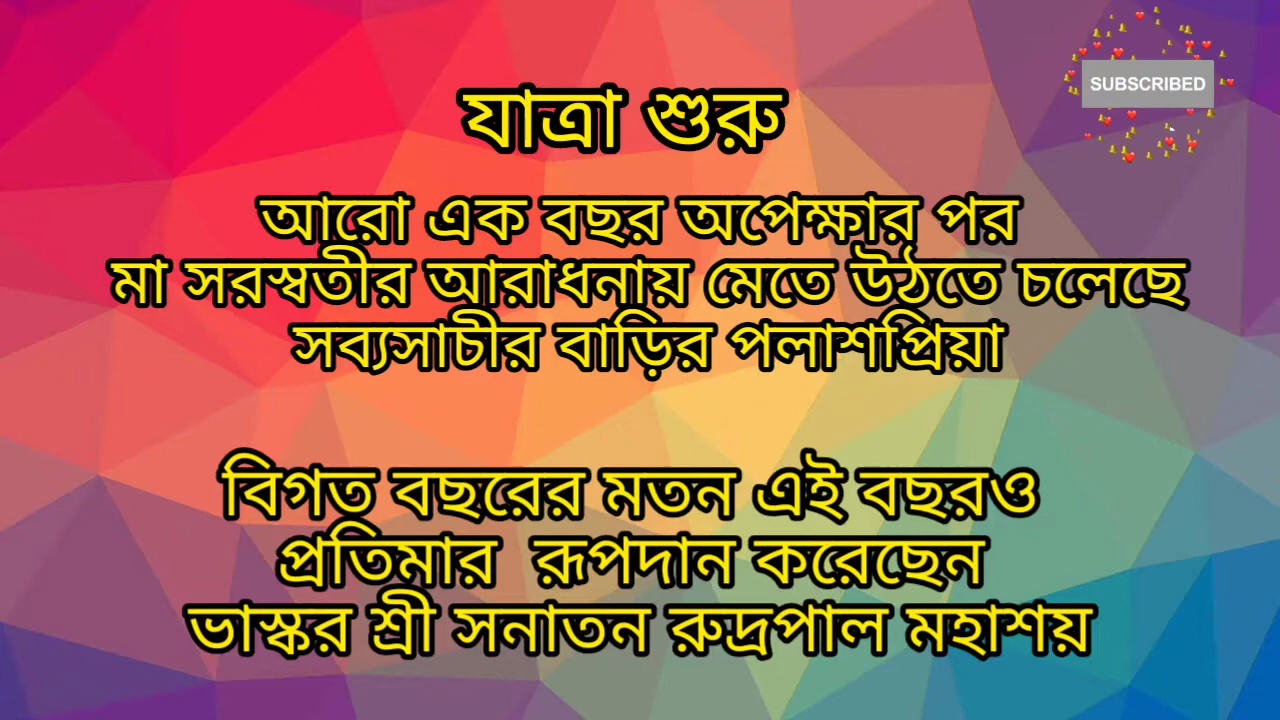 SUBSCRIBED
যাত্রা শুরু
আরো এক বছর অপেক্ষার পর
মা সরস্বতীর আরাধনায় মেতে উঠতে চলেছে
সব্যসাচীর বাড়ির পলাশপ্রিয়া
বিগত বছরের মতন এই বছরও
প্রতিমার রূপদান করেছেন
ভাস্কর শ্রী সনাতন রুদ্রপাল মহাশয়